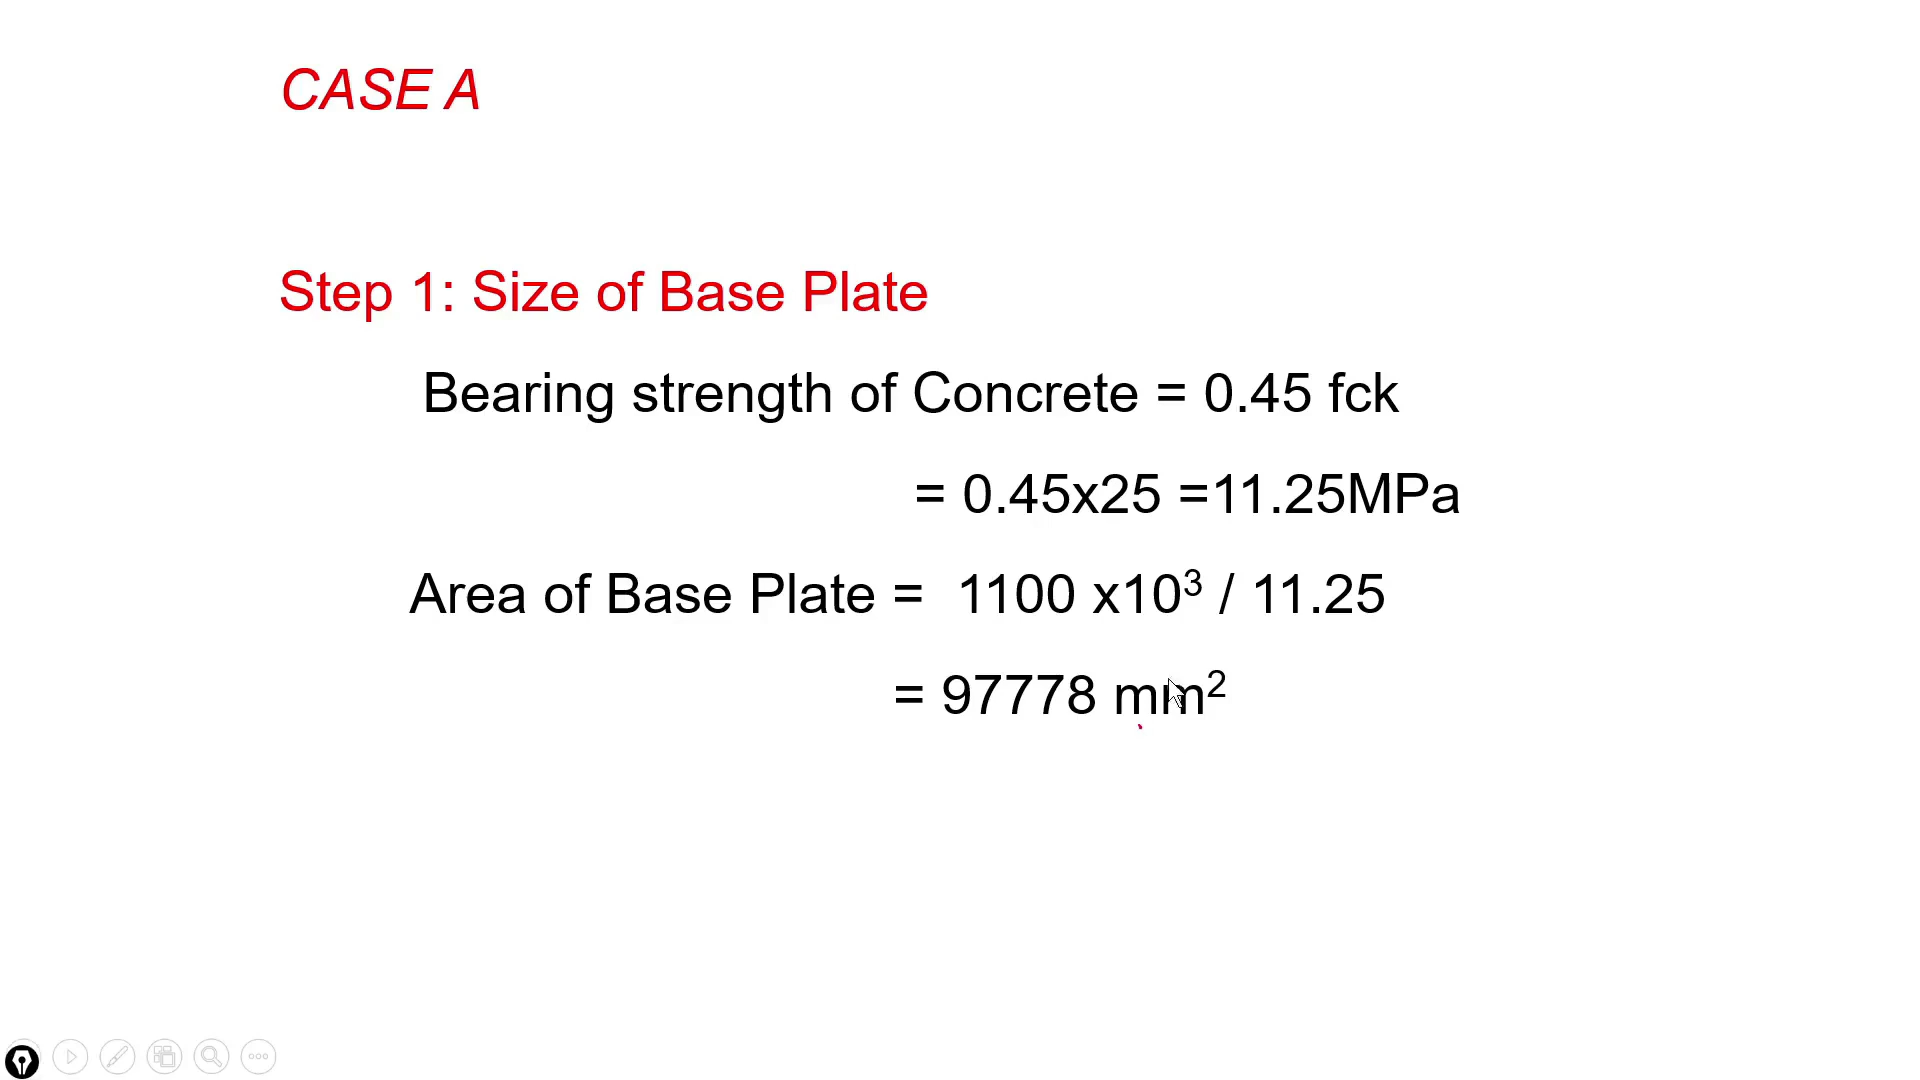 CASE A
Step 1: Size of Base Plate
Bearing strength of Concrete = 0.45 fck
= 0.45x25 =11.25MPa
Area of Base Plate = 1100 x10³ / 11.25
= 97778 mm²